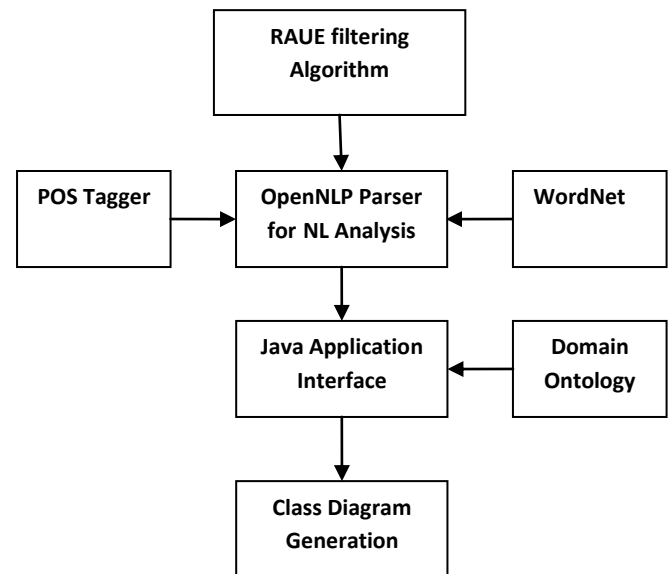 RAUE filtering
Algorithm
POS Tagger
OpenNLP Parser
for NL Analysis
WordNet
Java Application
Interface
Domain
Ontology
Class Diagram
Generation